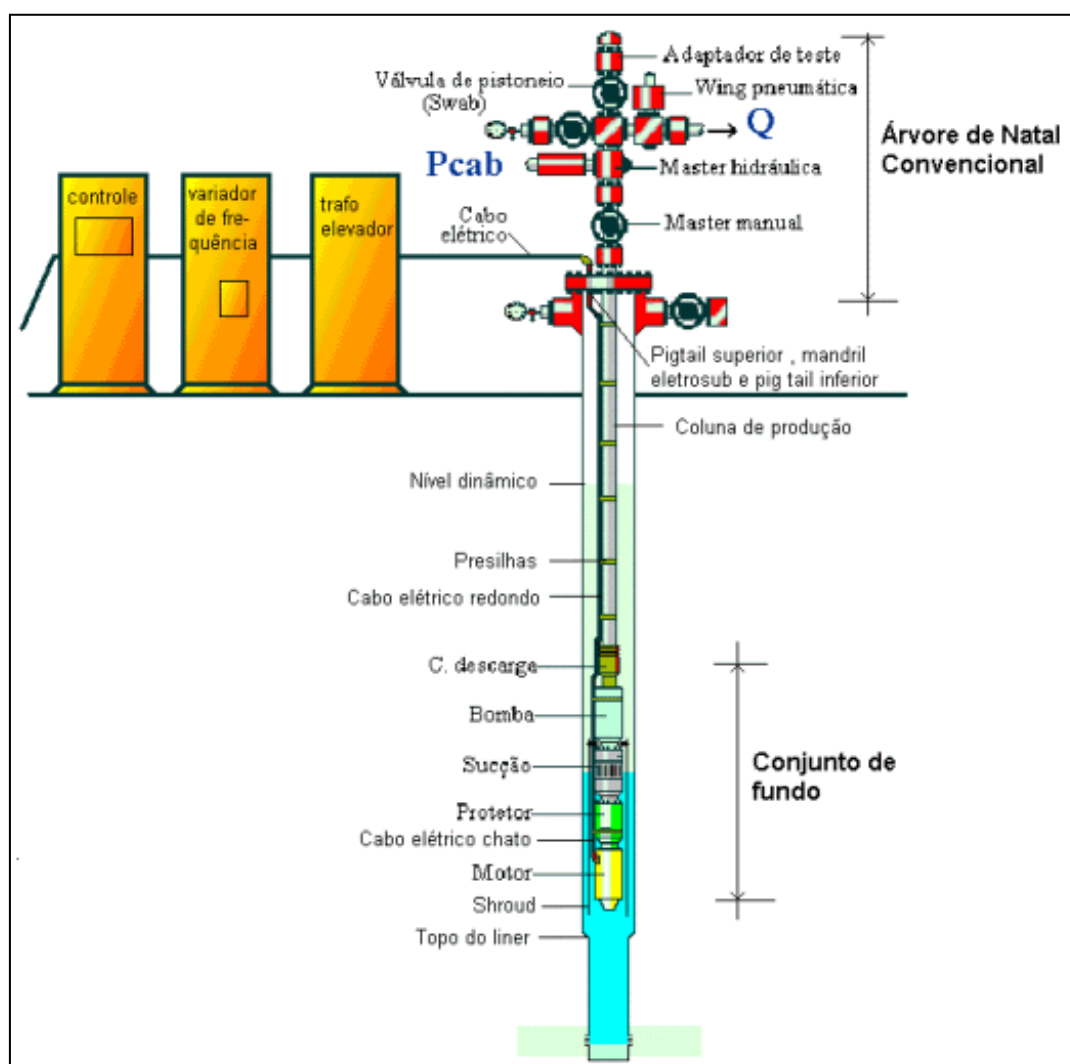 Adaptador de teste
Válvula de pistoneio
(Swab)
Wing pneumática
Q
Árvore de Natal
Convencional
Pcab
Master hidráulica
controle
variador
de fre-
quência
trafo
elevador
Cabo
elétrico
Master manual
Pigtail superior , mandril
eletrosub e pig tail inferior
Coluna de produção
Nível dinâmico
Presilhas
Cabo elétrico redondo
C. descarga
Bomba
Sucção
Conjunto de
fundo
Protetor
Cabo elétrico chato
Motor
Shroud
Topo do liner